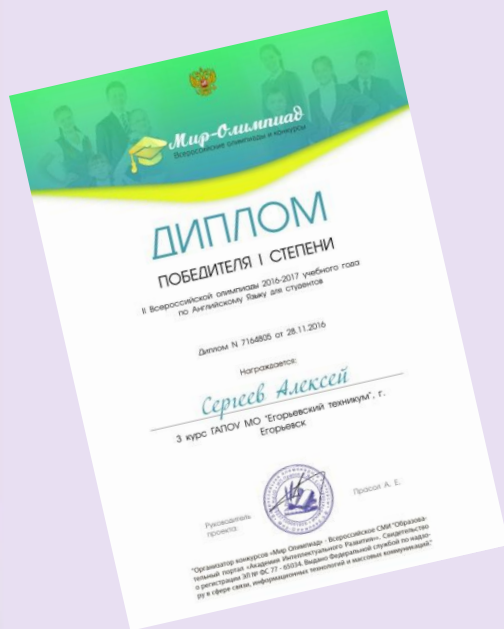 Мир-Олимпиад
Всероссийские олимпиады и конкурсы
ДИПЛОМ
ПОБЕДИТЕЛЯ I СТЕПЕНИ
II Всероссийской олимпиады 2016-2017 учебного года
по Английскому Языку для студентов
Диплом N 7164805 от 28.11.2016
Награждается:
Сергеев Алексей
3 курс ГАПОУ МО "Егорьевский техникум", г.
Егорьевск
Руководитель
проекта:
Прасол А. Е.
"Организатор конкурсов «Мир Олимпиад» - Всероссийское СМИ "Образова-
тельный портал «Академия Интеллектуального Развития»». Свидетельство
о регистрации ЭЛ № ФС 77 - 65034. Выдано Федеральной службой по надзо-
ру в сфере связи, информационных технологий и массовых коммуникаций"